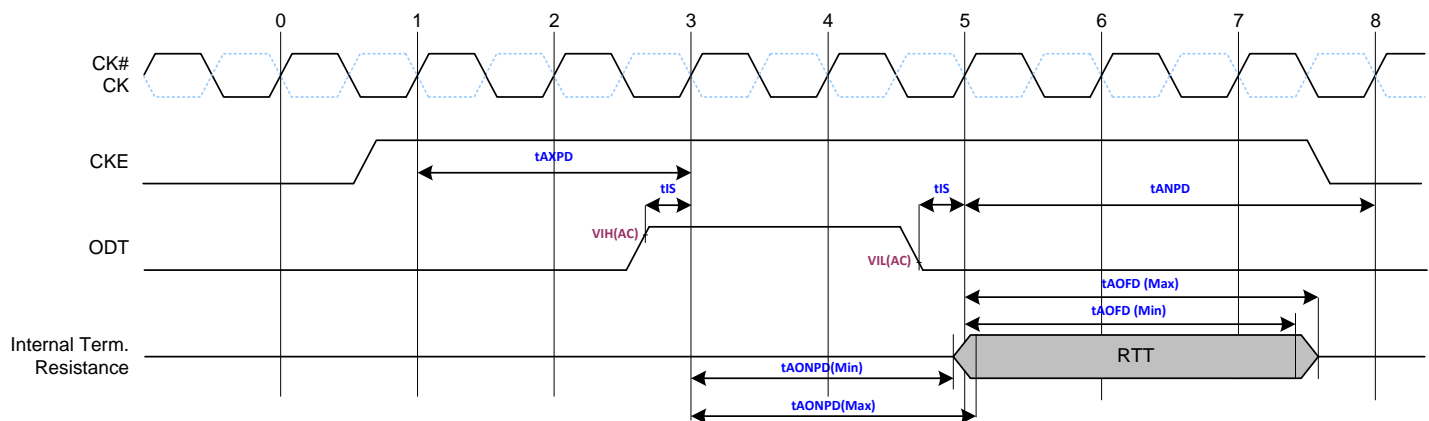 0 1 2 3 4 5 6 7 8
CK#
CK
CKE
tAXPD
tIS
tIS
tANPD
ODT
VIH(AC)
VIL(AC)
tAOFD (Max)
tAOFD (Min)
Internal Term.
Resistance
RTT
tAONPD(Min)
tAONPD(Max)